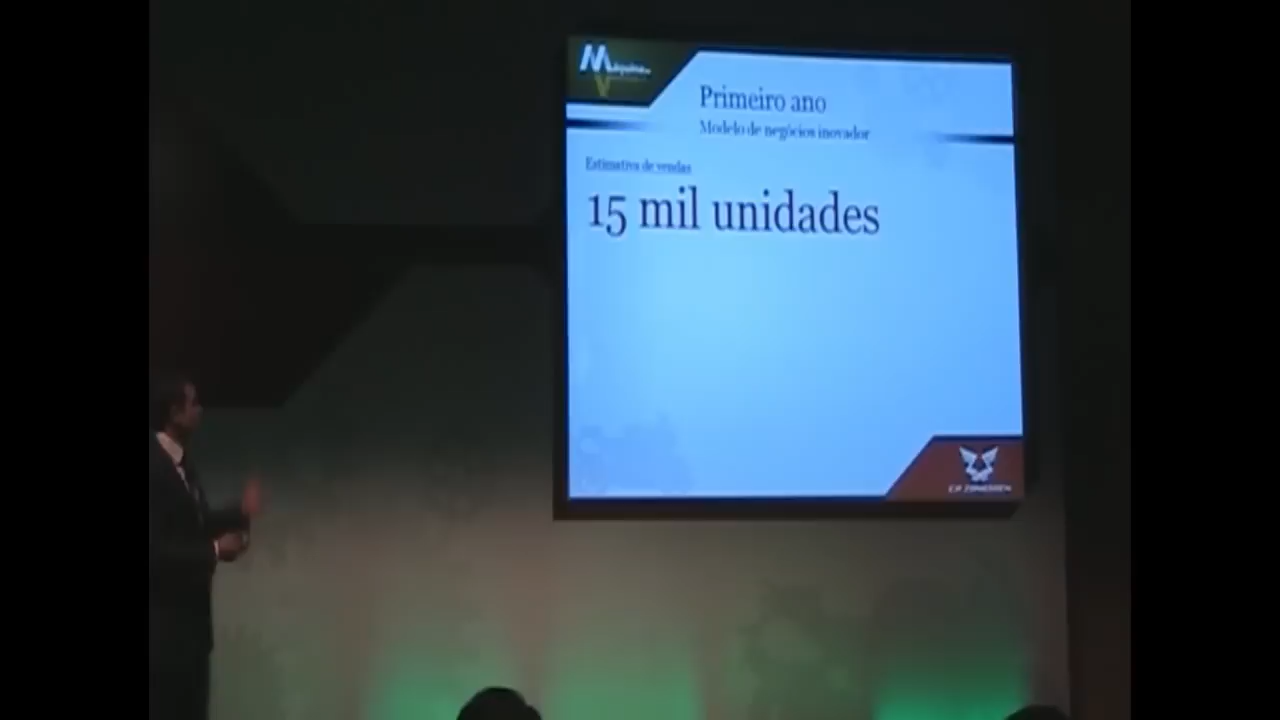 Primeiro ano
Modelo de negócios inovador
Estimativa de vendas
15 mil unidades